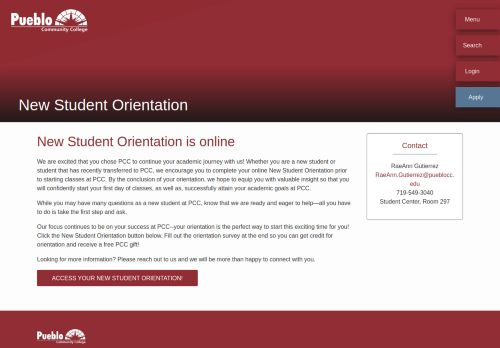 Pueblo
Community College
Menu
Search
Login
Apply
New Student Orientation
New Student Orientation is online
We are excited that you chose PCC to continue your academic journey with us! Whether you are a new student or
student that has recently transferred to PCC, we encourage you to complete your online New Student Orientation prior
to starting classes at PCC. By the conclusion of your orientation, we hope to equip you with valuable insight so that you
will confidently start your first day of classes, as well as, successfully attain your academic goals at PCC.
While you may have many questions as a new student at PCC, know that we are ready and eager to help—all you have
to do is take the first step and ask.
Our focus continues to be on your success at PCC–your orientation is the perfect way to start this exciting time for you!
Click the New Student Orientation button below. Fill out the orientation survey at the end so you can get credit for
orientation and receive a free PCC gift!
Looking for more information? Please reach out to us and we will be more than happy to connect with you.
ACCESS YOUR NEW STUDENT ORIENTATION!
Contact
RaeAnn Gutierrez
RaeAnn.Gutierrez@pueblocc.
edu
719-549-3040
Student Center, Room 297
Pueblo
Community College